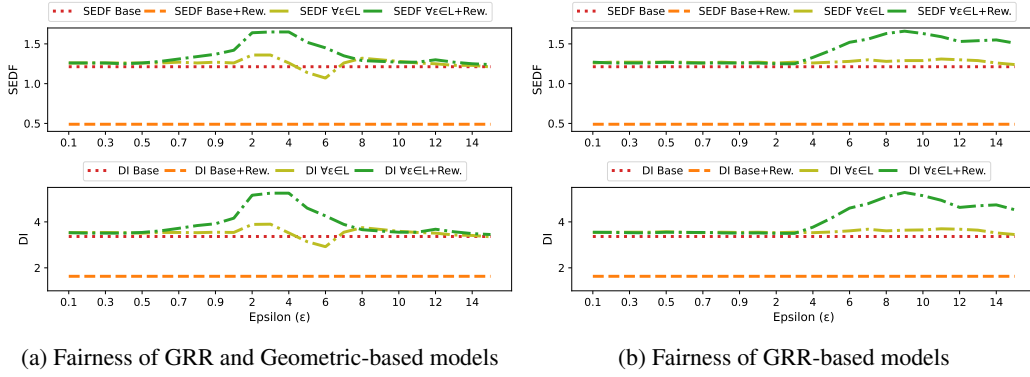 SEDF Base SEDF Base+Rew. SEDF ∀ε∈L SEDF ∀ε∈L+Rew.
1.5
1.0
0.5
SEDF
0.1 0.3 0.5 0.7 0.9 2 4 6 8 10 12 14
DI Base DI Base+Rew. DI ∀ε∈L DI ∀ε∈L+Rew.
4
2
DI
0.1 0.3 0.5 0.7 0.9 2 4 6 8 10 12 14
Epsilon (ε)
(a) Fairness of GRR and Geometric-based models
SEDF Base SEDF Base+Rew. SEDF ∀ε∈L SEDF ∀ε∈L+Rew.
1.5
1.0
0.5
SEDF
0.1 0.3 0.5 0.7 0.9 2 4 6 8 10 12 14
DI Base DI Base+Rew. DI ∀ε∈L DI ∀ε∈L+Rew.
4
2
DI
0.1 0.3 0.5 0.7 0.9 2 4 6 8 10 12 14
Epsilon (ε)
(b) Fairness of GRR-based models